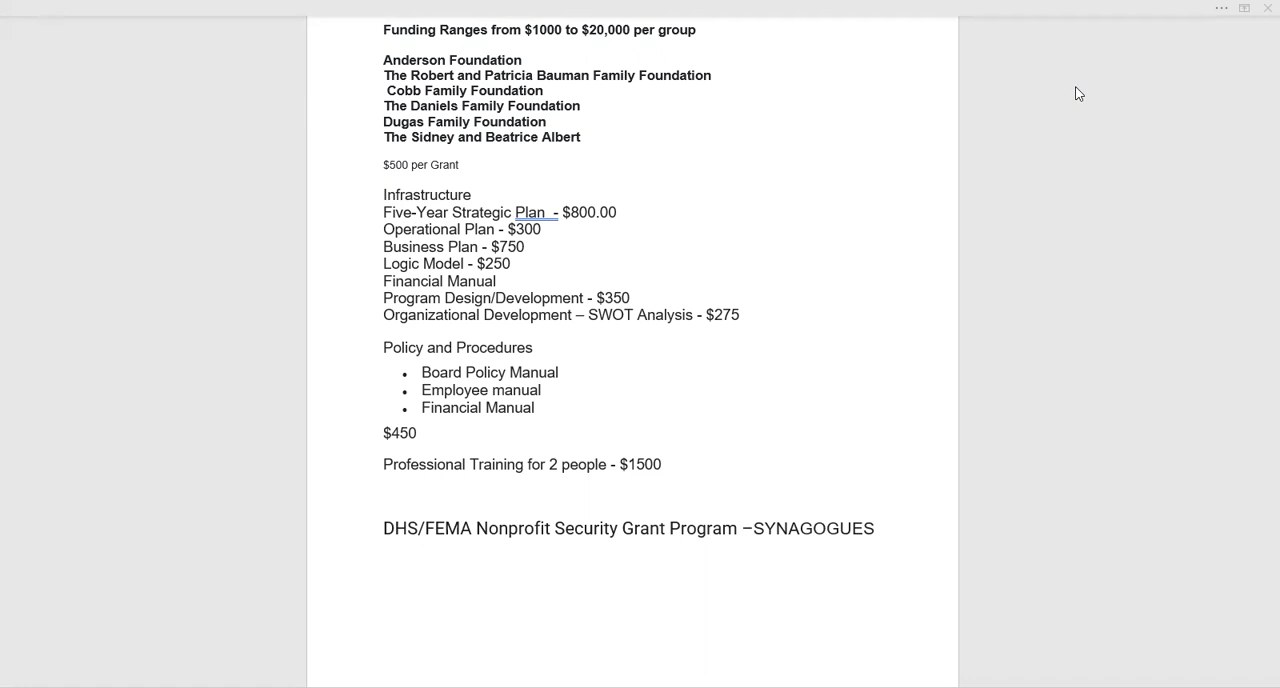 Funding Ranges from $1000 to $20,000 per group
Anderson Foundation
The Robert and Patricia Bauman Family Foundation
Cobb Family Foundation
The Daniels Family Foundation
Dugas Family Foundation
The Sidney and Beatrice Albert
$500 per Grant
Infrastructure
Five-Year Strategic Plan  - $800.00
Operational Plan - $300
Business Plan - $750
Logic Model - $250
Financial Manual
Program Design/Development - $350
Organizational Development – SWOT Analysis - $275
Policy and Procedures
• Board Policy Manual
• Employee manual
• Financial Manual
$450
Professional Training for 2 people - $1500
DHS/FEMA Nonprofit Security Grant Program –SYNAGOGUES